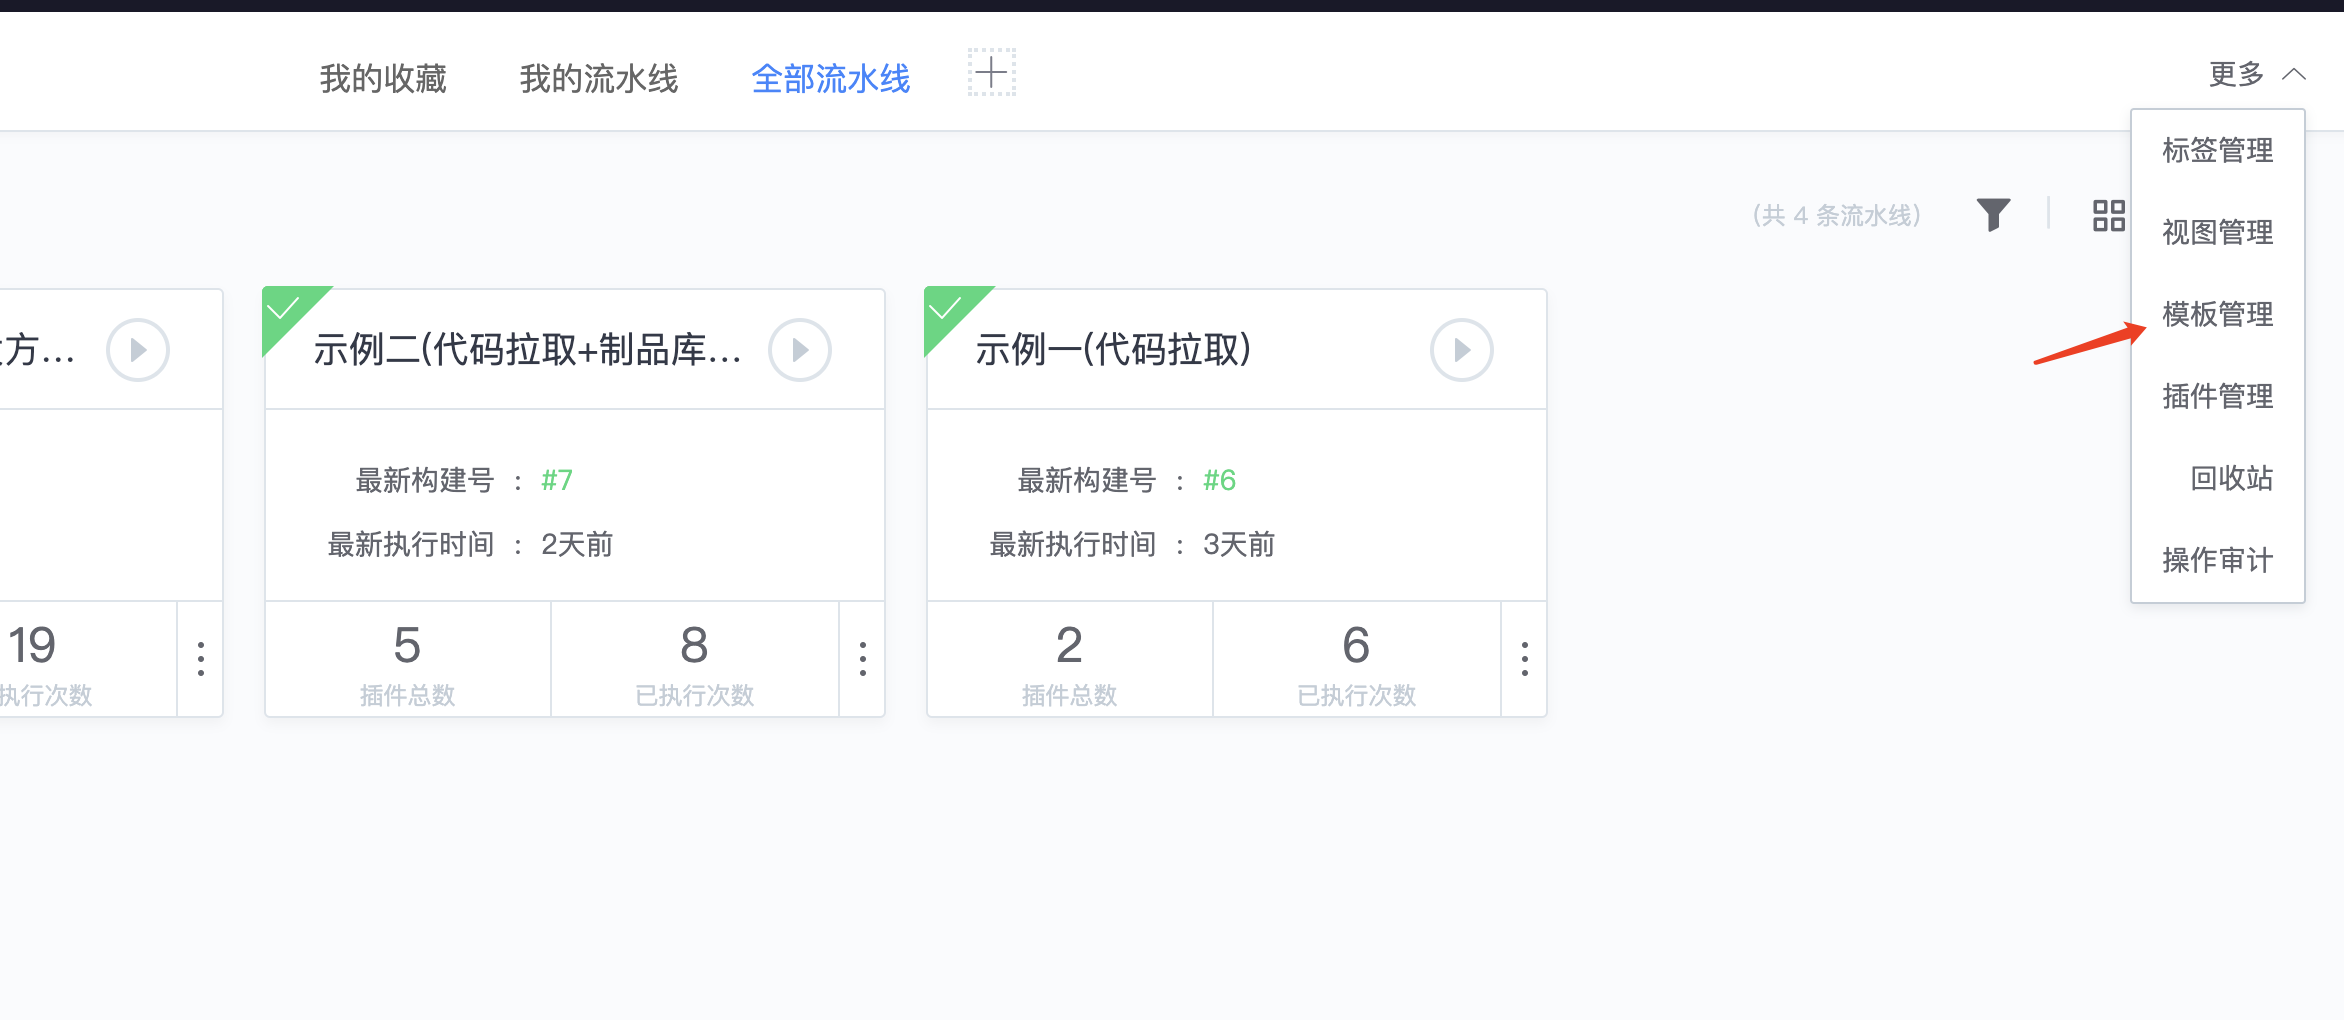 我的收藏
我的流水线
全部流水线
更多
标签管理
视图管理
模板管理
插件管理
回收站
操作审计
(共 4 条流水线)
方...
19
执行次数
示例二(代码拉取+制品库...
最新构建号 : #7
最新执行时间 : 2天前
5
插件总数
8
已执行次数
示例一(代码拉取)
最新构建号 : #6
最新执行时间 : 3天前
2
插件总数
6
已执行次数